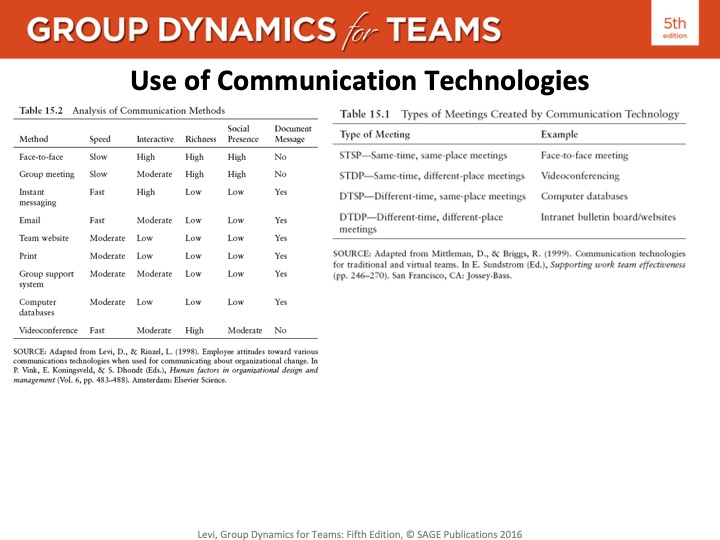 GROUP DYNAMICS for TEAMS
5th
edition
Use of Communication Technologies
Table 15.2 Analysis of Communication Methods
Method Speed Interactive Richness Social Presence Document Message
Face-to-face Slow High High High No
Group meeting Slow Moderate High High No
Instant messaging Fast High Low Low Yes
Email Fast Moderate Low Low Yes
Team website Moderate Low Low Low Yes
Print Moderate Low Low Low Yes
Group support system Moderate Moderate Low Low Yes
Computer databases Moderate Low Low Low Yes
Videoconference Fast Moderate High Moderate No
SOURCE: Adapted from Levi, D., & Rinzel, L. (1998). Employee attitudes toward various
communications technologies when used for communicating about organizational change. In
P. Vink, E. Koningsveld, & S. Dhondt (Eds.), Human factors in organizational design and
management (Vol. 6, pp. 483–488). Amsterdam: Elsevier Science.
Table 15.1 Types of Meetings Created by Communication Technology
Type of Meeting Example
STSP—Same-time, same-place meetings Face-to-face meeting
STDP—Same-time, different-place meetings Videoconferencing
DTSP—Different-time, same-place meetings Computer databases
DTDP—Different-time, different-place meetings Intranet bulletin board/websites
SOURCE: Adapted from Mittleman, D., & Briggs, R. (1999). Communication technologies
for traditional and virtual teams. In E. Sundstrom (Ed.), Supporting work team effectiveness
(pp. 246–270). San Francisco, CA: Jossey-Bass.
Levi, Group Dynamics for Teams: Fifth Edition, © SAGE Publications 2016